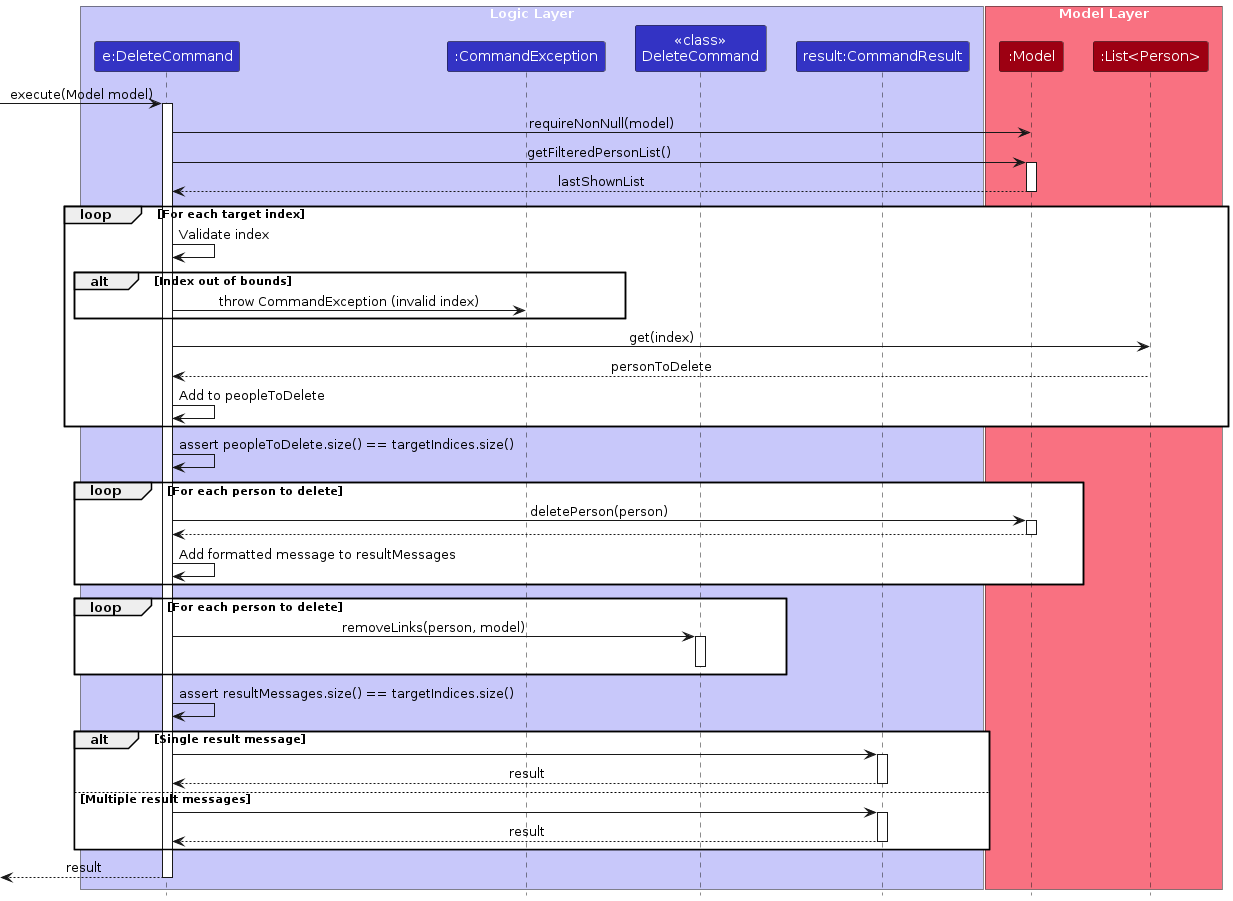 Logic Layer
Model Layer
e:DeleteCommand
:CommandException
«class»
DeleteCommand
result:CommandResult
:Model
:List<Person>
execute(Model model)
requireNonNull(model)
getFilteredPersonList()
lastShownList
loop
[For each target index]
Validate index
alt
[Index out of bounds]
throw CommandException (invalid index)
get(index)
personToDelete
Add to peopleToDelete
assert peopleToDelete.size() == targetIndices.size()
loop
[For each person to delete]
deletePerson(person)
Add formatted message to resultMessages
loop
[For each person to delete]
removeLinks(person, model)
assert resultMessages.size() == targetIndices.size()
alt
[Single result message]
result
[Multiple result messages]
result
result